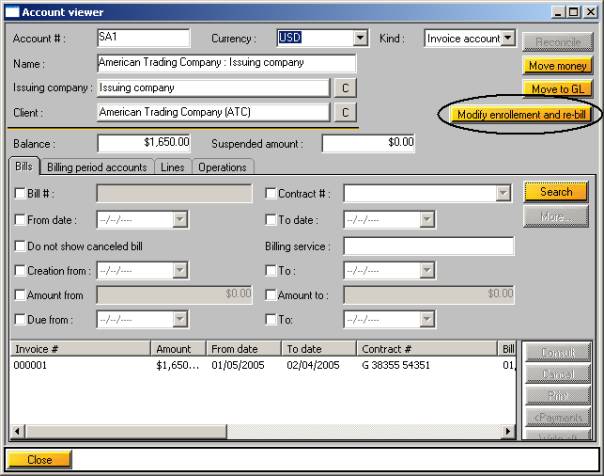 Account viewer
Account # : SA1 Currency : USD Kind : Invoice account Reconcile
Name : American Trading Company : Issuing company Move money
Issuing company : Issuing company C Move to GL
Client : American Trading Company (ATC) C Modify enrollement and re-bill
Balance : $1,650.00 Suspended amount : $0.00
Bills Billing period accounts Lines Operations
Bill # : Contract # : Search
From date : --/--/---- To date : --/--/---- More...
Do not show canceled bill Billing service :
Creation from : --/--/---- To : --/--/----
Amount from $0.00 Amount to : $0.00
Due from : --/--/---- To: --/--/----
Invoice # Amount From date To date Contract # Bill Consult
000001 $1,650... 01/05/2005 02/04/2005 G 38355 54351 01,
Cancel
Print
<Payments
Write off
Close